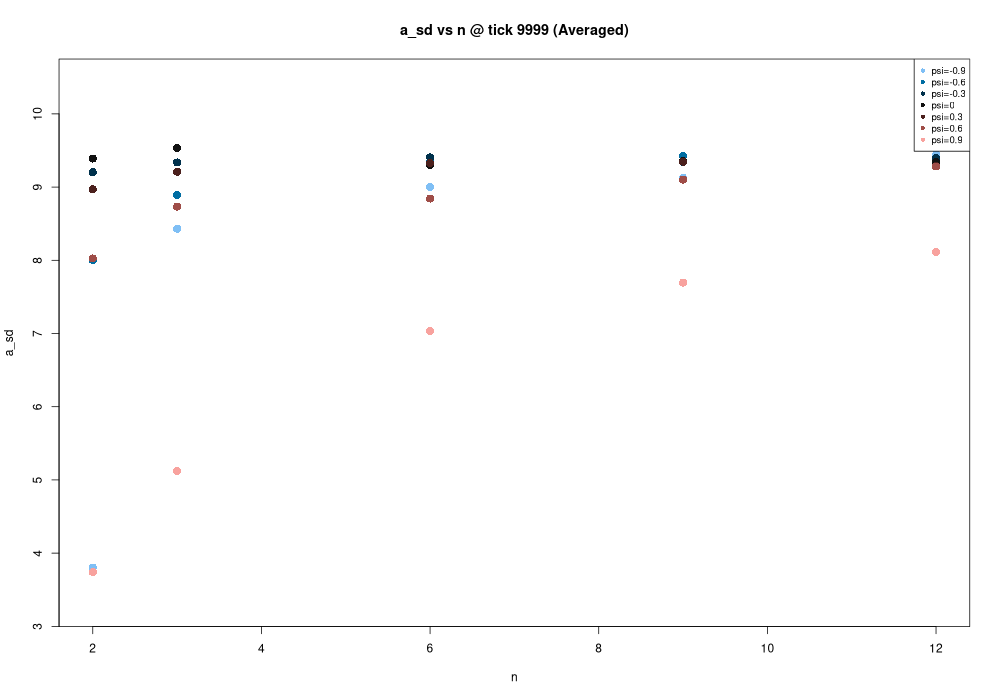 a_sd vs n @ tick 9999 (Averaged)
psi=-0.9
psi=-0.6
psi=-0.3
psi=0
psi=0.3
psi=0.6
psi=0.9
10
9
8
7
6
5
4
3
a_sd
2 4 6 8 10 12
n